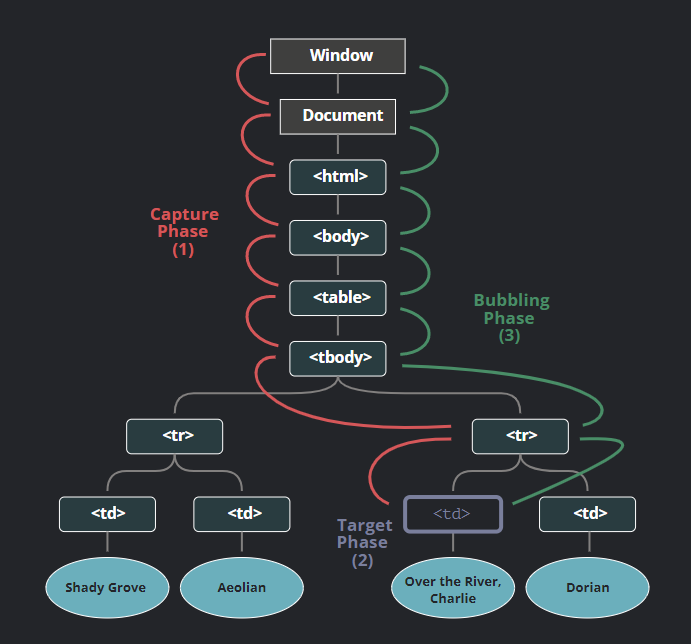 Window
Document
<html>
Capture
Phase
(1)
<body>
<table>
Bubbling
Phase
(3)
<tbody>
<tr>
<tr>
<td>
<td>
<td>
<td>
Target
Phase
(2)
Shady Grove
Aeolian
Over the River,
Charlie
Dorian